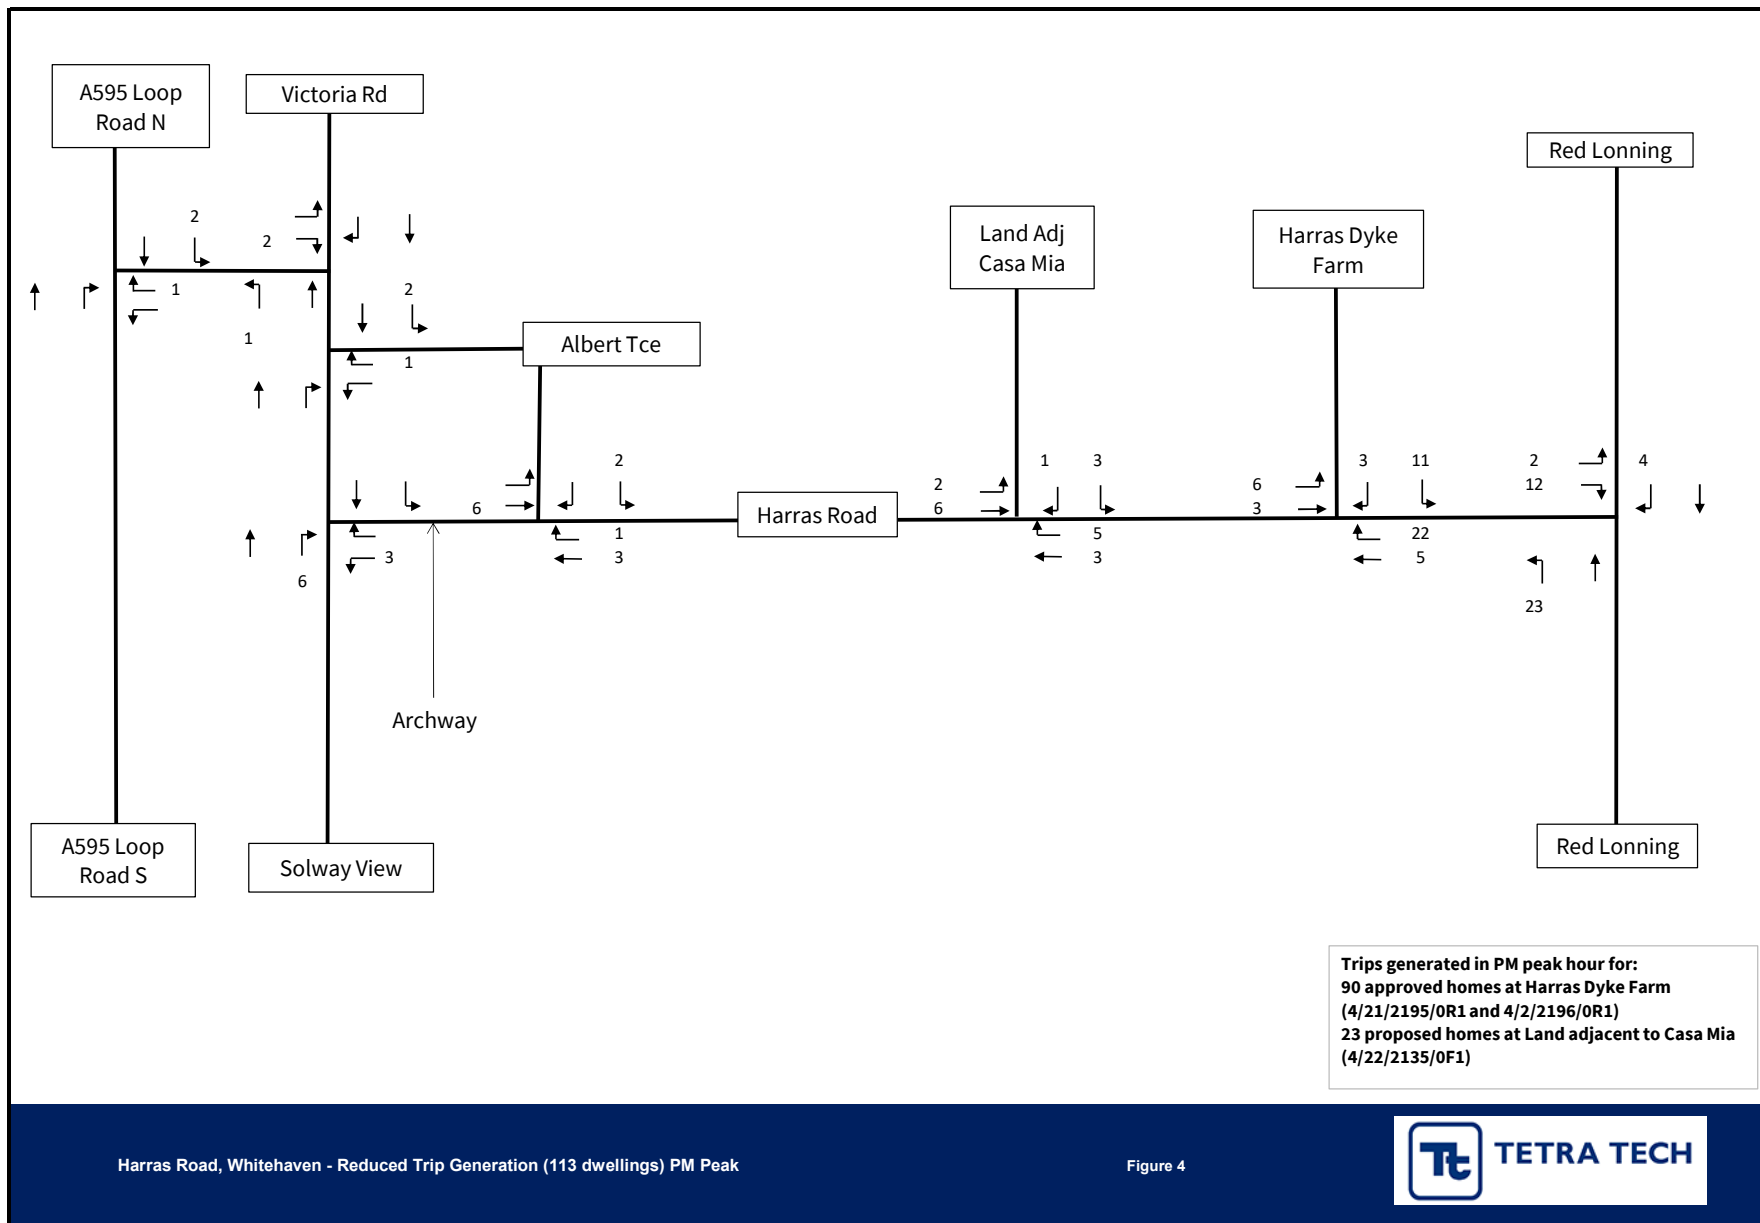 A595 Loop
Road N
Victoria Rd
Red Lonning
2
2
Land Adj
Casa Mia
Harras Dyke
Farm
1
2
1
Albert Tce
1
2
1
3
3
11
2
4
2
6
12
6
6
3
Harras Road
1
5
22
3
3
3
5
6
23
Archway
A595 Loop
Road S
Solway View
Red Lonning
Trips generated in PM peak hour for:
90 approved homes at Harras Dyke Farm
(4/21/2195/0R1 and 4/2/2196/0R1)
23 proposed homes at Land adjacent to Casa Mia
(4/22/2135/0F1)
Harras Road, Whitehaven - Reduced Trip Generation (113 dwellings) PM Peak
Figure 4
Tt TETRA TECH